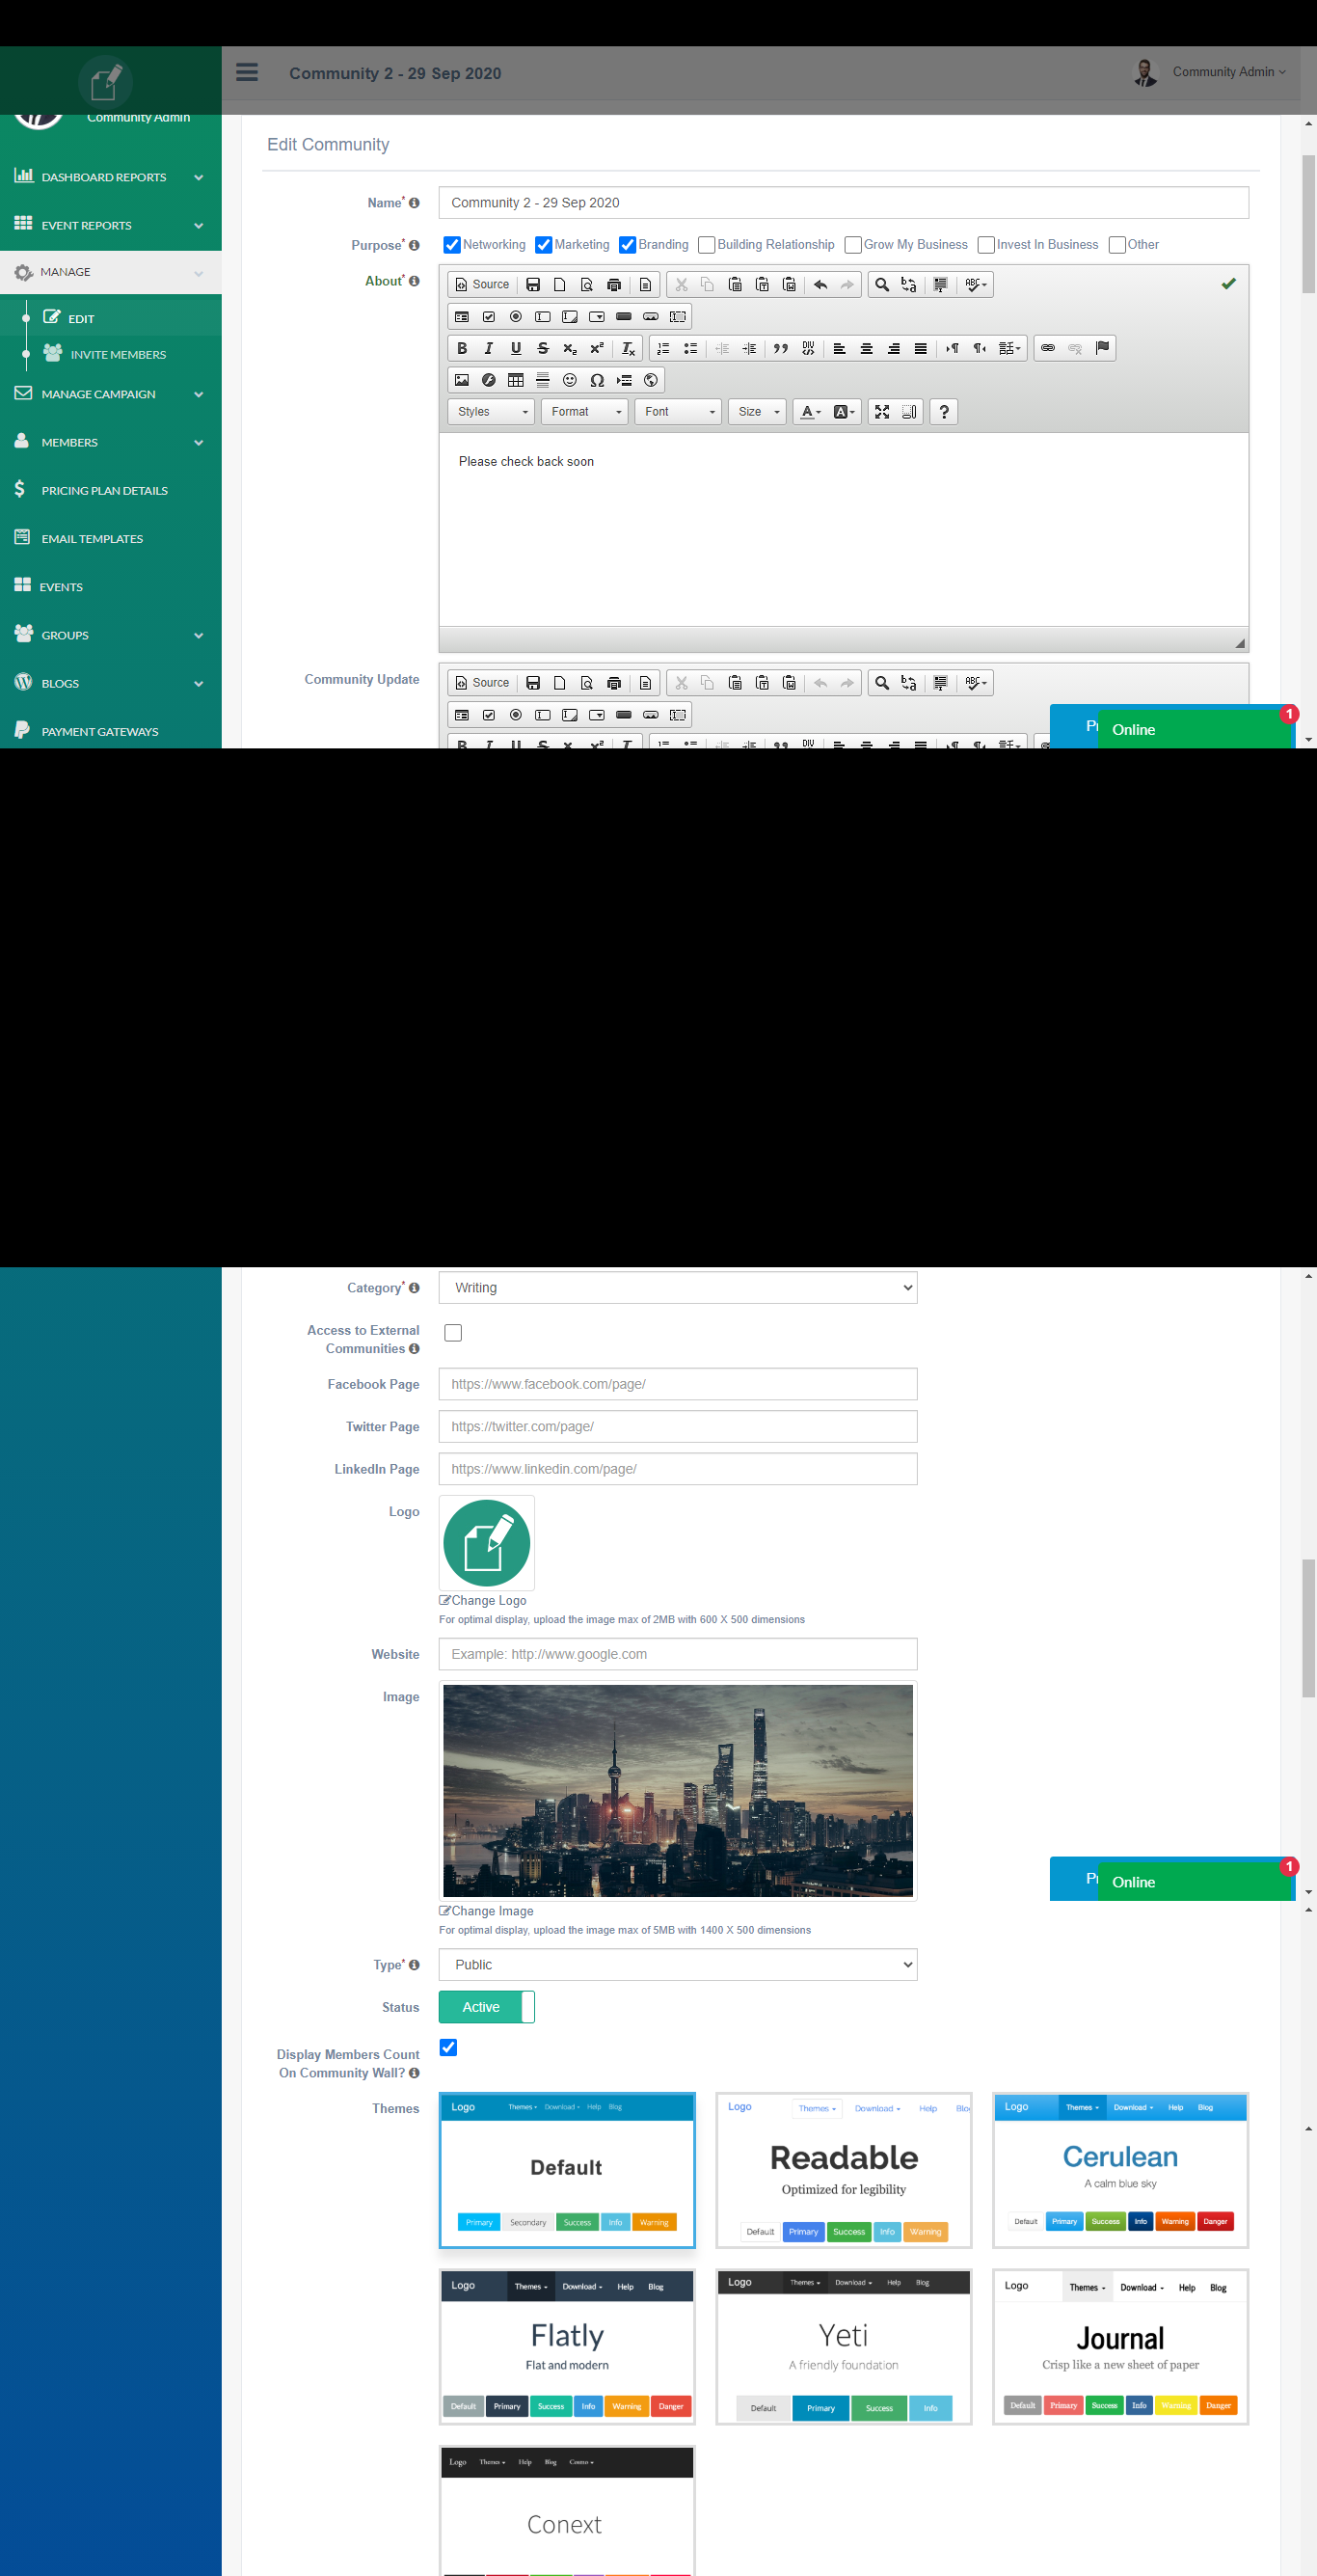 Community 2 - 29 Sep 2020
Community Admin
Community Admin
DASHBOARD REPORTS
EVENT REPORTS
MANAGE
EDIT
INVITE MEMBERS
MANAGE CAMPAIGN
MEMBERS
PRICING PLAN DETAILS
EMAIL TEMPLATES
EVENTS
GROUPS
BLOGS
PAYMENT GATEWAYS
Edit Community
Name*
Community 2 - 29 Sep 2020
Purpose*
Networking Marketing Branding Building Relationship Grow My Business Invest In Business Other
About*
Source
Styles Format Font Size
Please check back soon
Community Update
Source
Online
1
Category*
Writing
Access to External
Communities
Facebook Page
https://www.facebook.com/page/
Twitter Page
https://twitter.com/page/
LinkedIn Page
https://www.linkedin.com/page/
Logo
Change Logo
For optimal display, upload the image max of 2MB with 600 X 500 dimensions
Website
Example: http://www.google.com
Image
Online
1
Change Image
For optimal display, upload the image max of 5MB with 1400 X 500 dimensions
Type*
Public
Status
Active
Display Members Count
On Community Wall?
Themes
Logo Themes Download Help Blog
Default
Primary Secondary Success Info Warning
Logo Themes Download Help
Readable
Optimized for legibility
Default Primary Success Info Warning
Logo Themes Download Help Blog
Cerulean
A calm blue sky
Default Primary Success Info Warning Danger
Logo Themes Download Help Blog
Flatly
Flat and modern
Default Primary Success Info Warning Danger
Logo Themes Download Help Blog
Yeti
A friendly foundation
Default Primary Success Info
Logo Themes Download Help Blog
Journal
Crisp like a new sheet of paper
Default Primary Success Info Warning Danger
Logo Themes Help Blog Cosmo
Conext